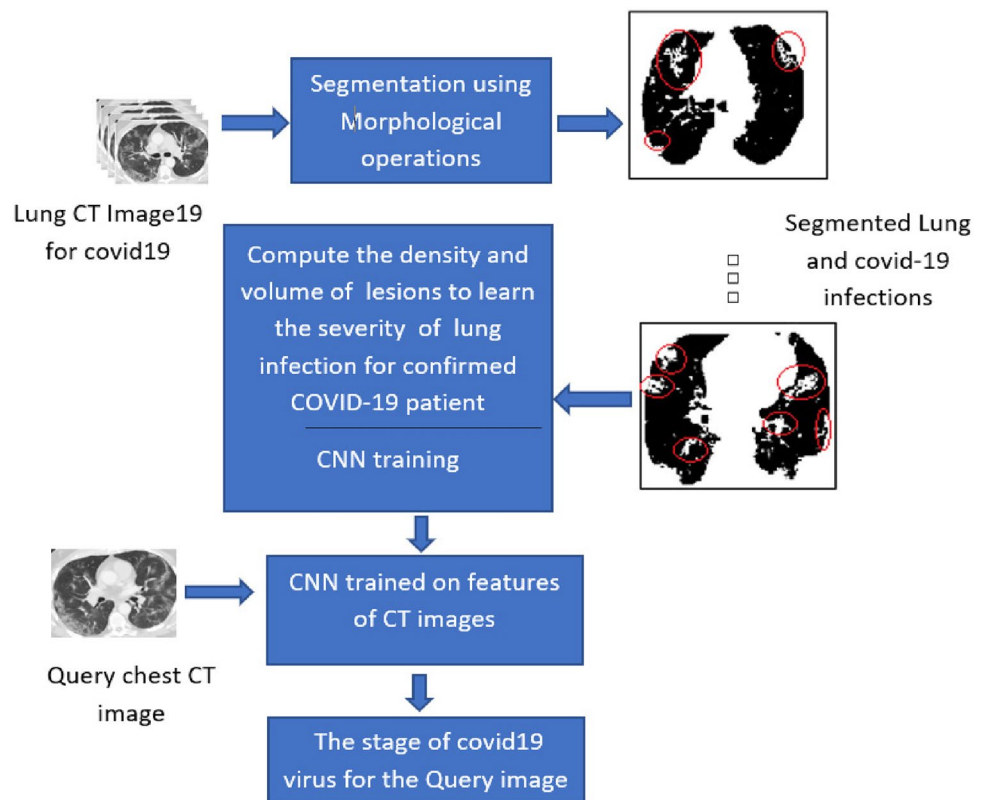 Segmentation using
Morphological
operations
Lung CT Image19
for covid19
Segmented Lung
and covid-19
infections
Compute the density and
volume of lesions to learn
the severity of lung
infection for confirmed
COVID-19 patient
CNN training
CNN trained on features
of CT images
Query chest CT
image
The stage of covid19
virus for the Query image